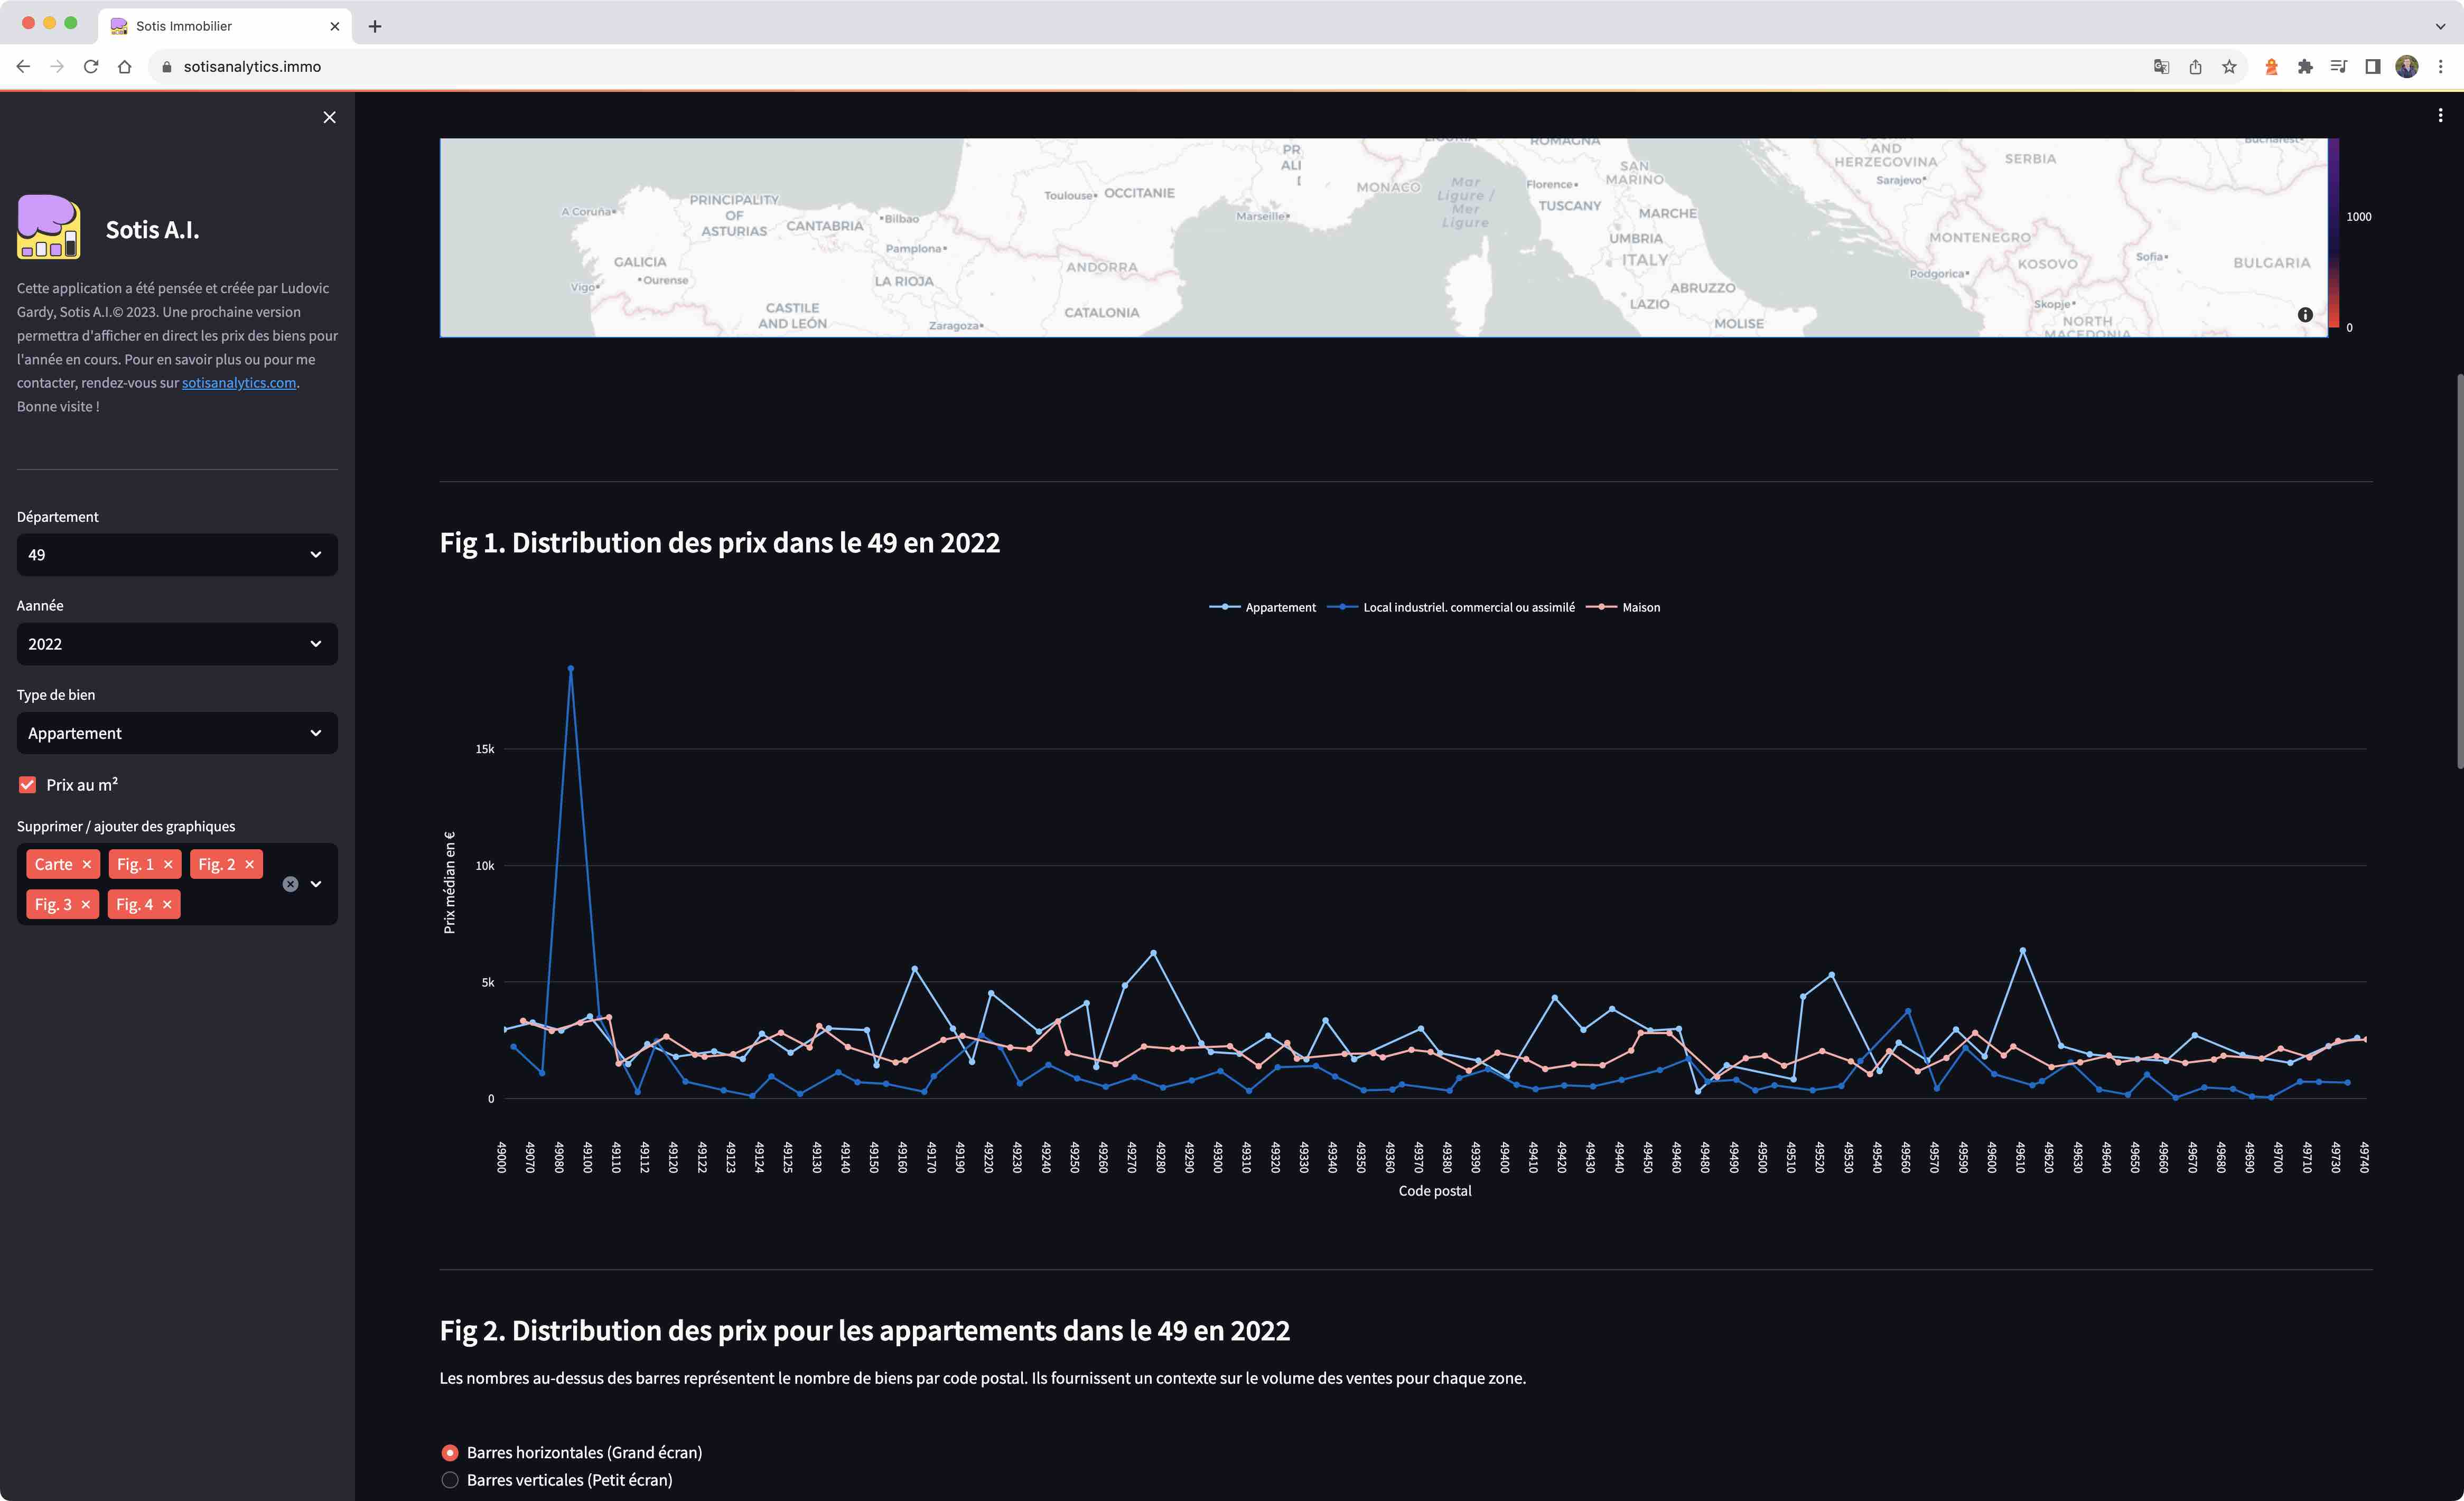 Sotis Immobilier
sotisanalytics.immo
Sotis A.I.
Cette application a été pensée et créée par Ludovic
Gardy, Sotis A.I.© 2023. Une prochaine version
permettra d'afficher en direct les prix des biens pour
l'année en cours. Pour en savoir plus ou pour me
contacter, rendez-vous sur sotisanalytics.com.
Bonne visite !
Département
49
Aannée
2022
Type de bien
Appartement
Prix au m²
Supprimer / ajouter des graphiques
Carte
Fig. 1
Fig. 2
Fig. 3
Fig. 4
ROMAGNA
AND
HERZEGOVINA
SERBIA
Bucharest
PR
ALI
SAN
MARINO
Sarajevo
MONACO
Mar
Ligure /
Mer
Ligure
Florence
TUSCANY
Toulouse
OCCITANIE
Marseille
MARCHE
A Coruña
PRINCIPALITY
OF
ASTURIAS
CANTABRIA
Bilbao
Pamplona
UMBRIA
ITALY
MONTENEGRO
KOSOVO
Sofia
BULGARIA
GALICIA
Ourense
Vigo
LA RIOJA
ANDORRA
Podgorica
ABRUZZO
LAZIO
Skopje
CASTILE
AND LEÓN
Zaragoza
CATALONIA
MOLISE
NORTH
MACEDONIA
1000
0
Fig 1. Distribution des prix dans le 49 en 2022
Appartement
Local industriel. commercial ou assimilé
Maison
15k
10k
5k
0
Prix médian en €
49000
49070
49080
49100
49110
49112
49120
49122
49123
49124
49125
49130
49140
49150
49160
49170
49190
49220
49230
49240
49250
49260
49270
49280
49290
49300
49310
49320
49330
49340
49350
49360
49370
49380
49390
49400
49410
49420
49430
49440
49450
49460
49480
49490
49500
49510
49520
49530
49540
49560
49570
49590
49600
49610
49620
49630
49640
49650
49660
49670
49680
49690
49700
49710
49730
49740
Code postal
Fig 2. Distribution des prix pour les appartements dans le 49 en 2022
Les nombres au-dessus des barres représentent le nombre de biens par code postal. Ils fournissent un contexte sur le volume des ventes pour chaque zone.
Barres horizontales (Grand écran)
Barres verticales (Petit écran)